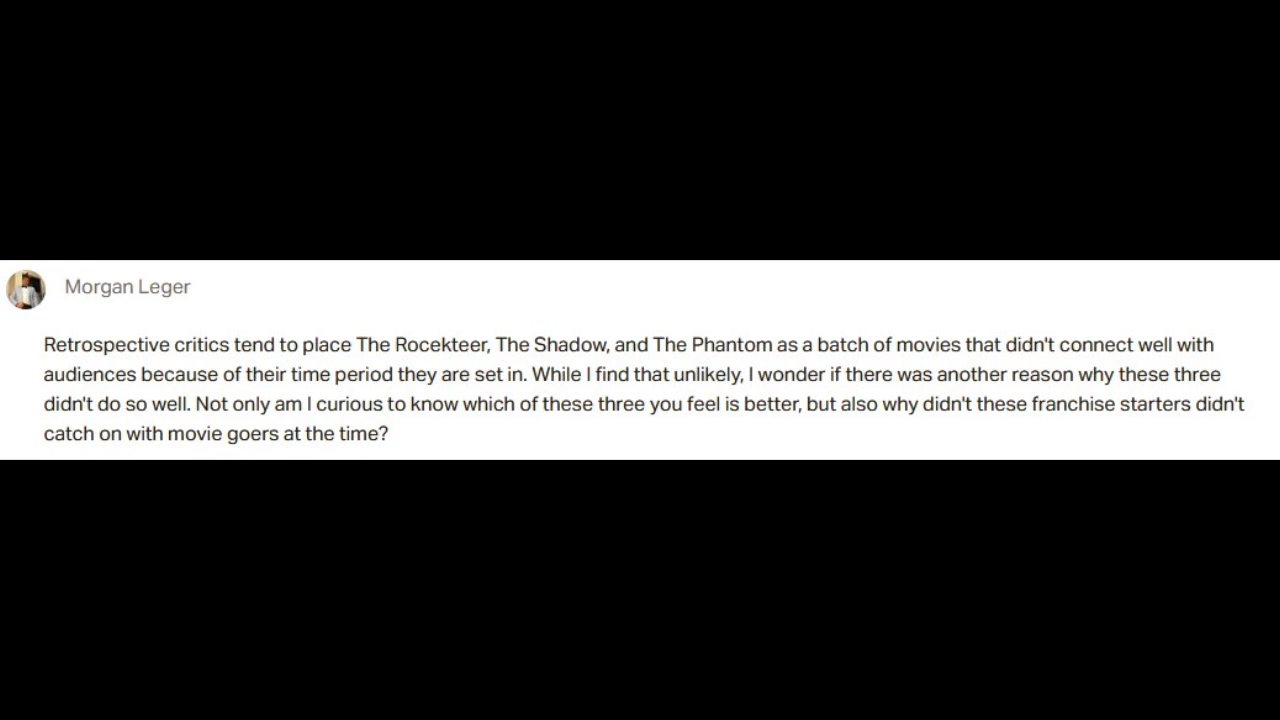 Morgan Leger
Retrospective critics tend to place The Rocekteer, The Shadow, and The Phantom as a batch of movies that didn't connect well with
audiences because of their time period they are set in. While I find that unlikely, I wonder if there was another reason why these three
didn't do so well. Not only am I curious to know which of these three you feel is better, but also why didn't these franchise starters didn't
catch on with movie goers at the time?